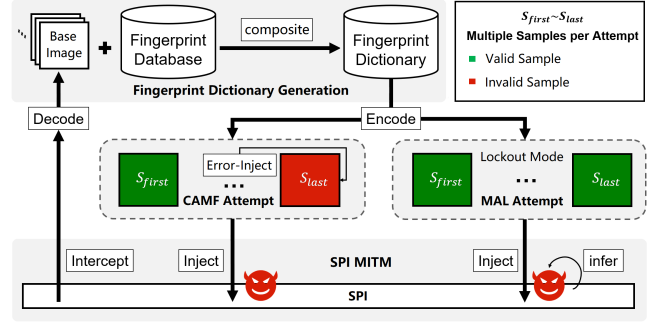 Base
Image
Fingerprint
Database
composite
Fingerprint
Dictionary
Fingerprint Dictionary Generation
S_first~S_last
Multiple Samples per Attempt
Valid Sample
Invalid Sample
Decode
Encode
S_first
Error-Inject
...
S_last
CAMF Attempt
S_first
Lockout Mode
...
S_last
MAL Attempt
Intercept
Inject
SPI MITM
Inject
infer
SPI